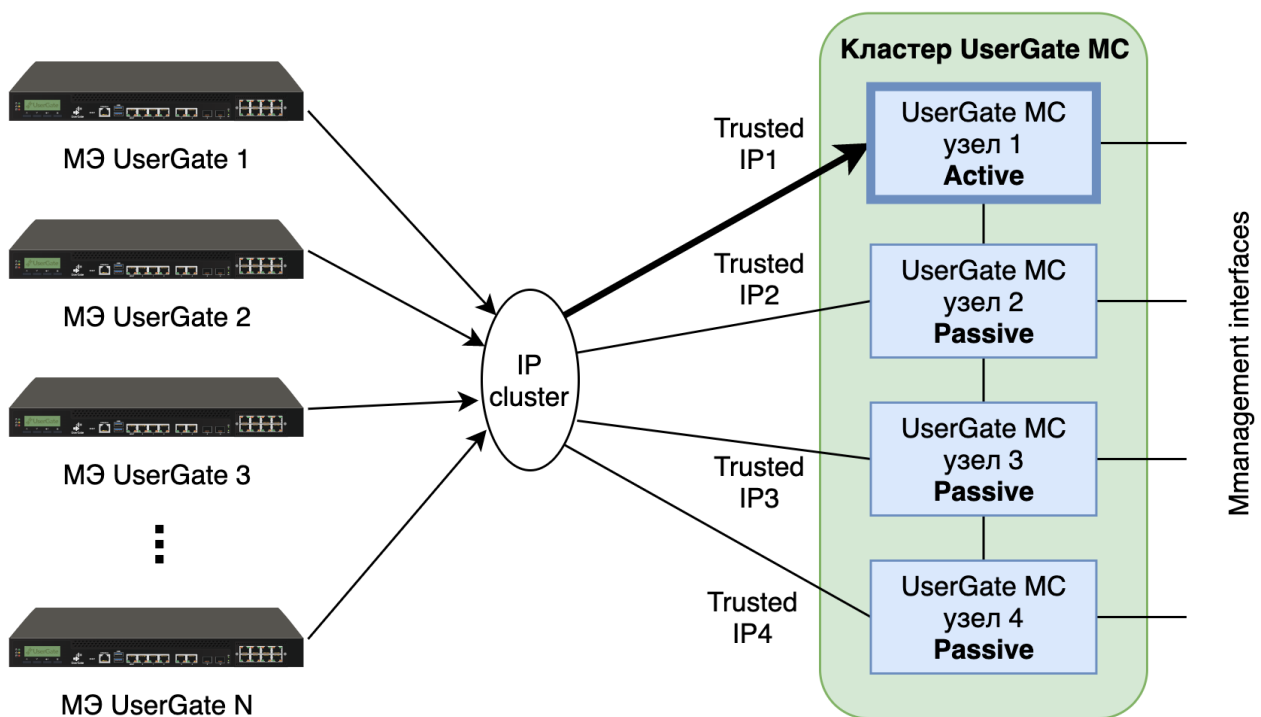 Кластер UserGate MC
МЭ UserGate 1
МЭ UserGate 2
МЭ UserGate 3
МЭ UserGate N
IP
cluster
Trusted
IP1
Trusted
IP2
Trusted
IP3
Trusted
IP4
UserGate MC
узел 1
Active
UserGate MC
узел 2
Passive
UserGate MC
узел 3
Passive
UserGate MC
узел 4
Passive
Mmanagement interfaces